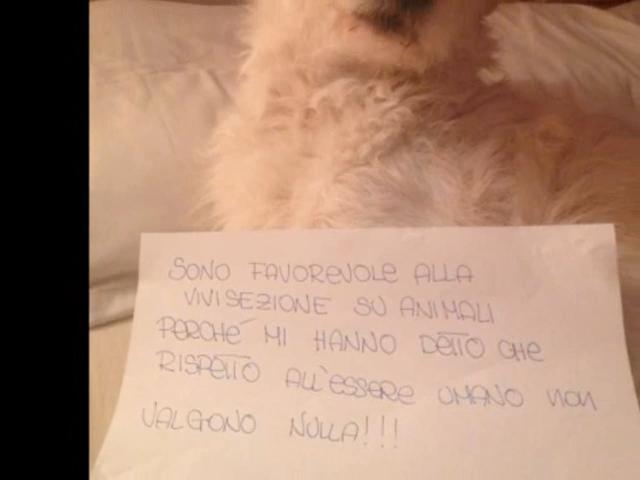 SONO FAVOREVOLE ALLA
VIVISEZIONE SU ANIMALI
PERCHÉ MI HANNO DETTO CHE
RISPETTO ALL'ESSERE UMANO NON
VALGONO NULLA!!!